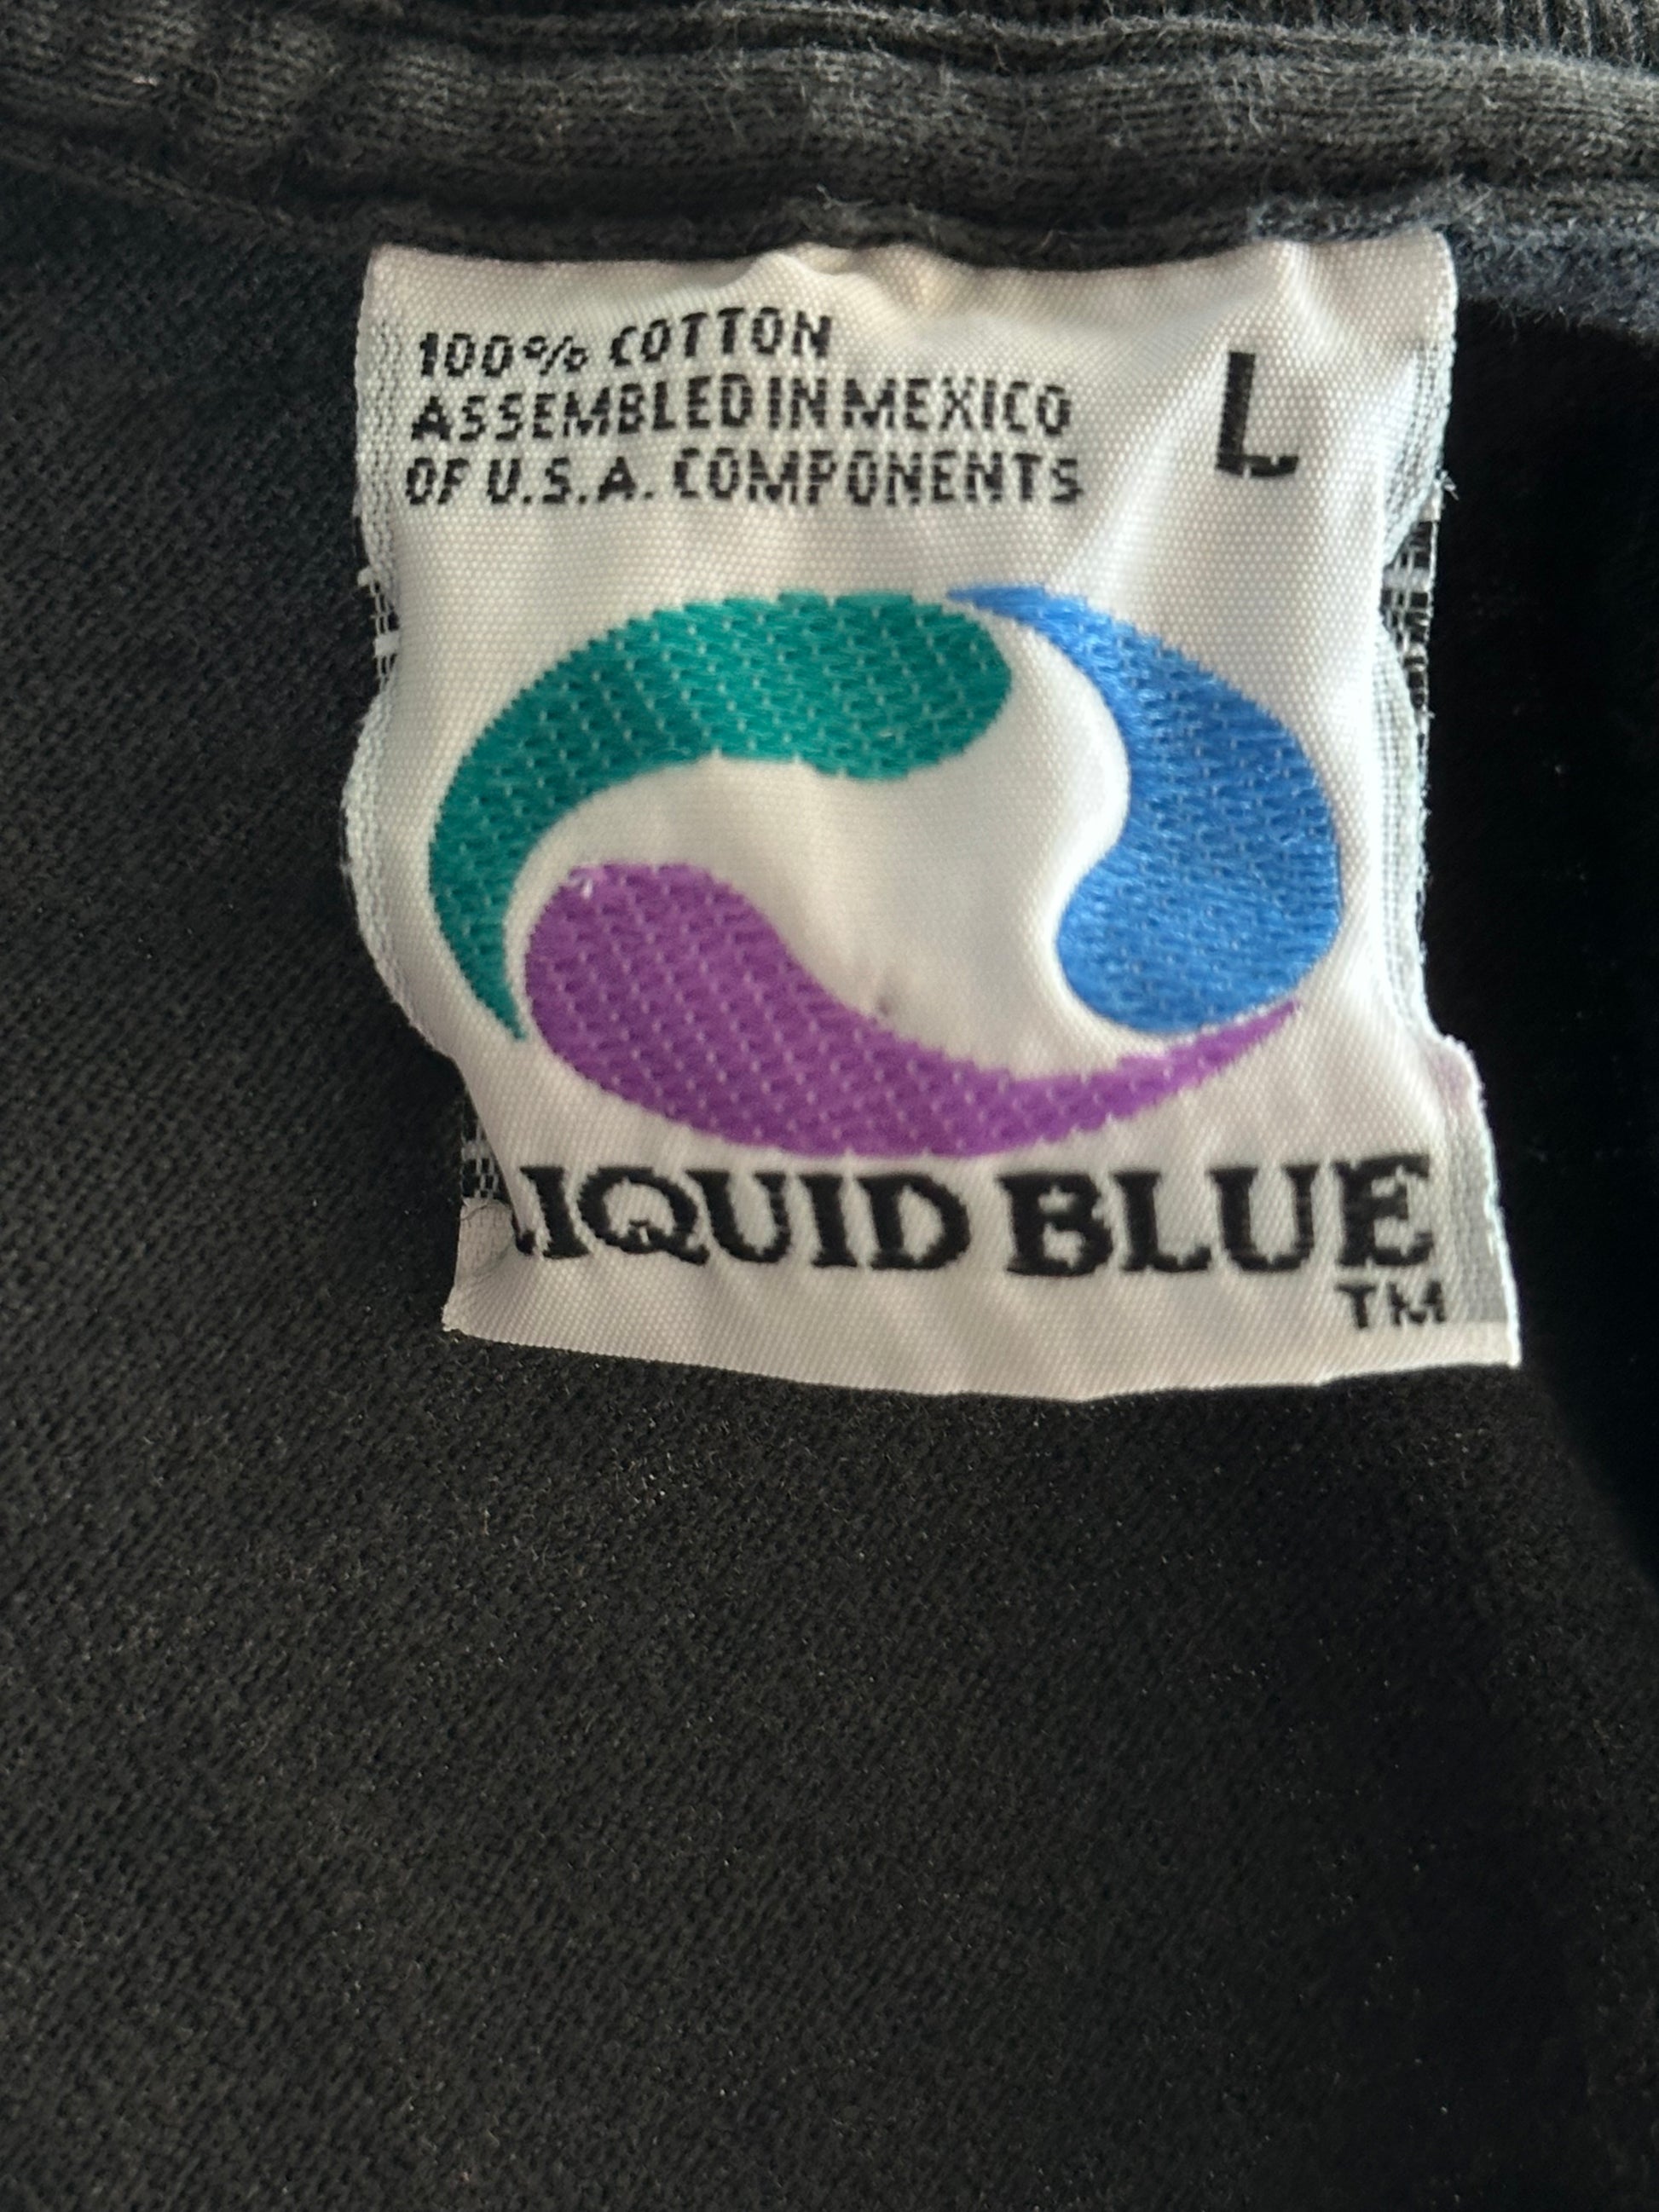 100% COTTON
ASSEMBLED IN MEXICO
OF U.S.A. COMPONENTS
L
LIQUID BLUE
TM